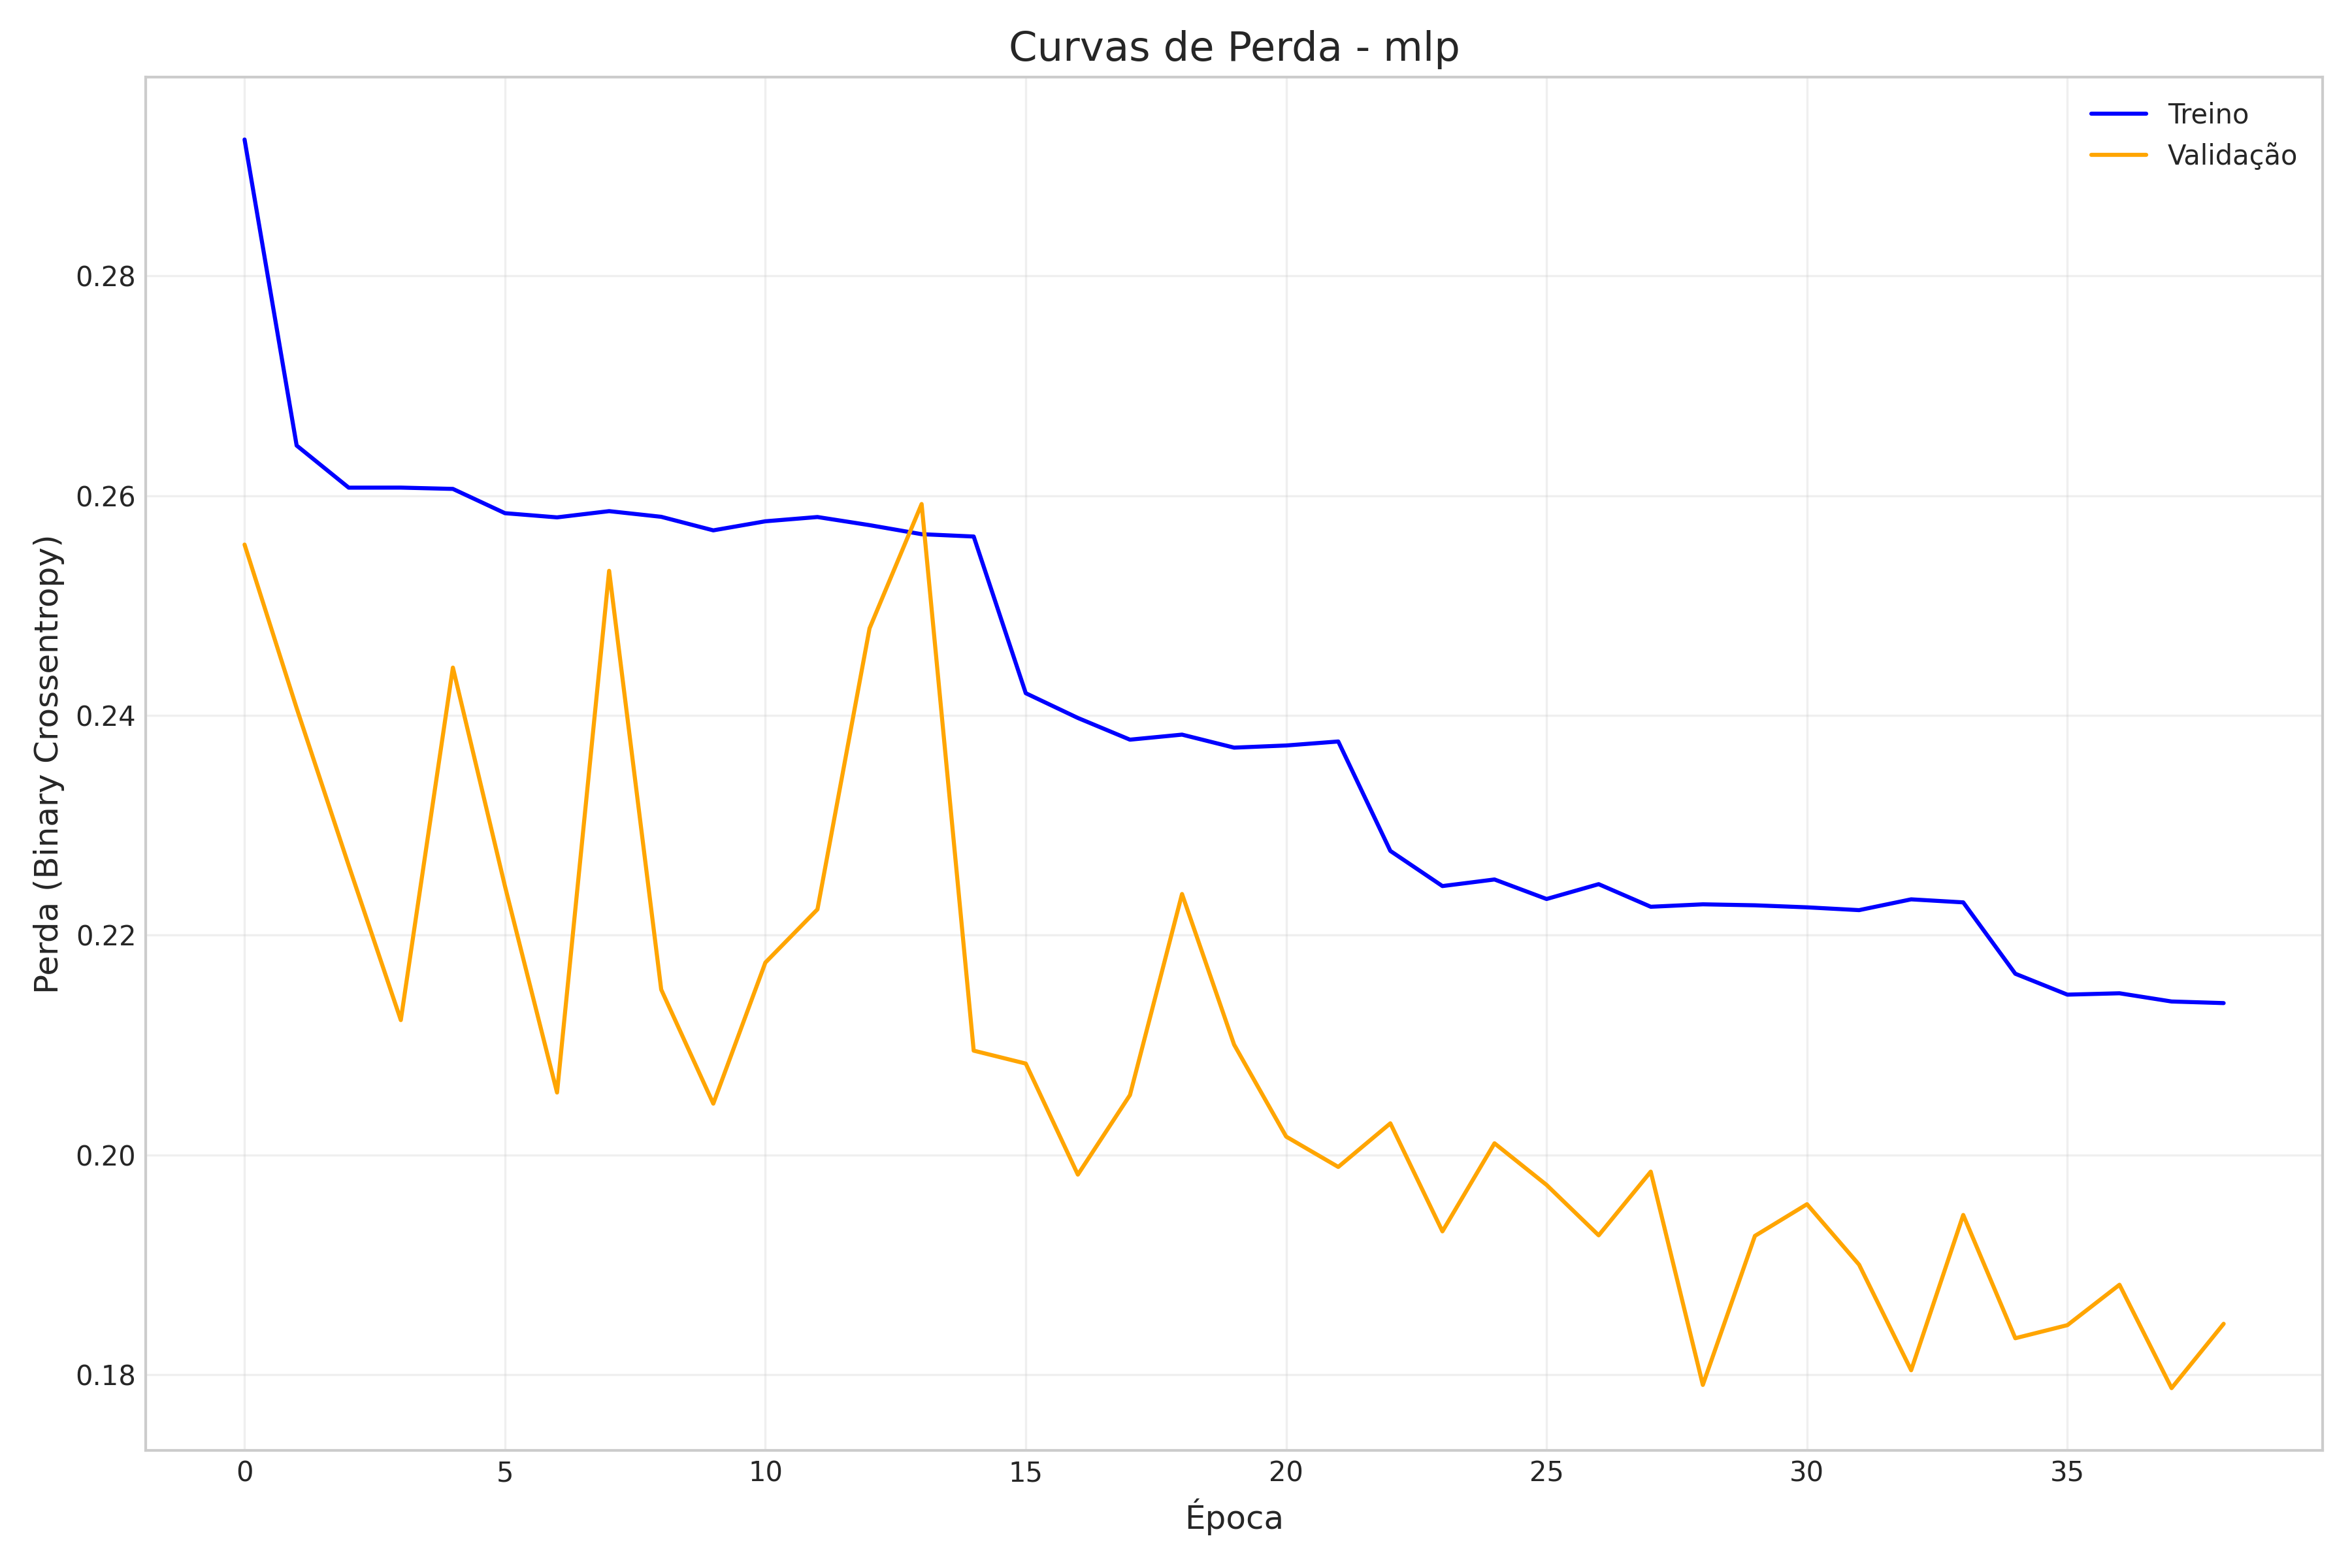 Curvas de Perda - mlp
Treino
Validação
Perda (Binary Crossentropy)
0.28
0.26
0.24
0.22
0.20
0.18
0 5 10 15 20 25 30 35
Época